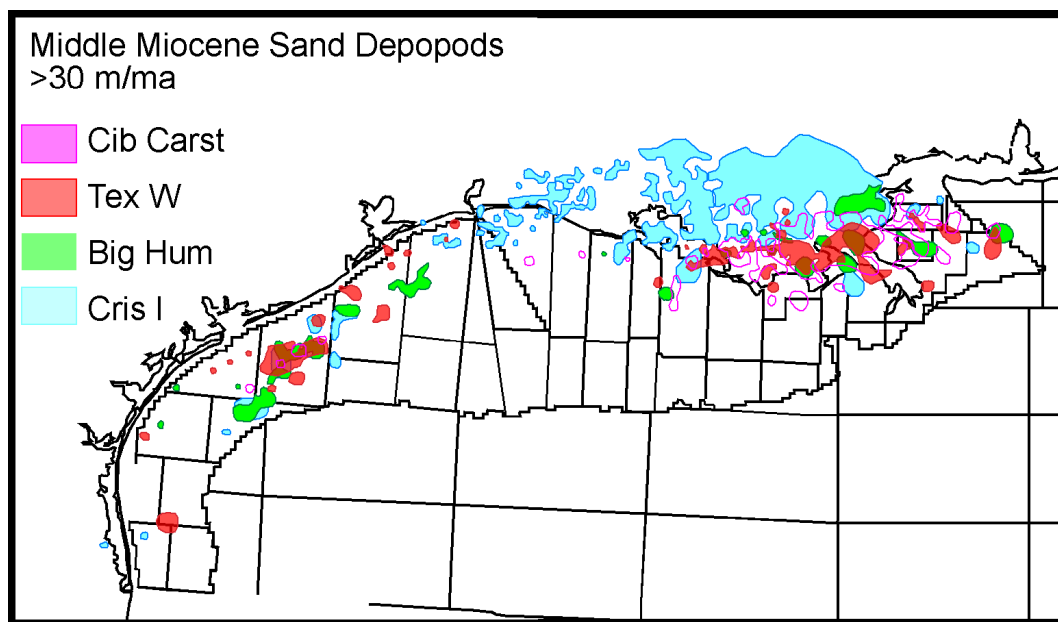 Middle Miocene Sand Depopods
>30 m/ma
Cib Carst
Tex W
Big Hum
Cris I